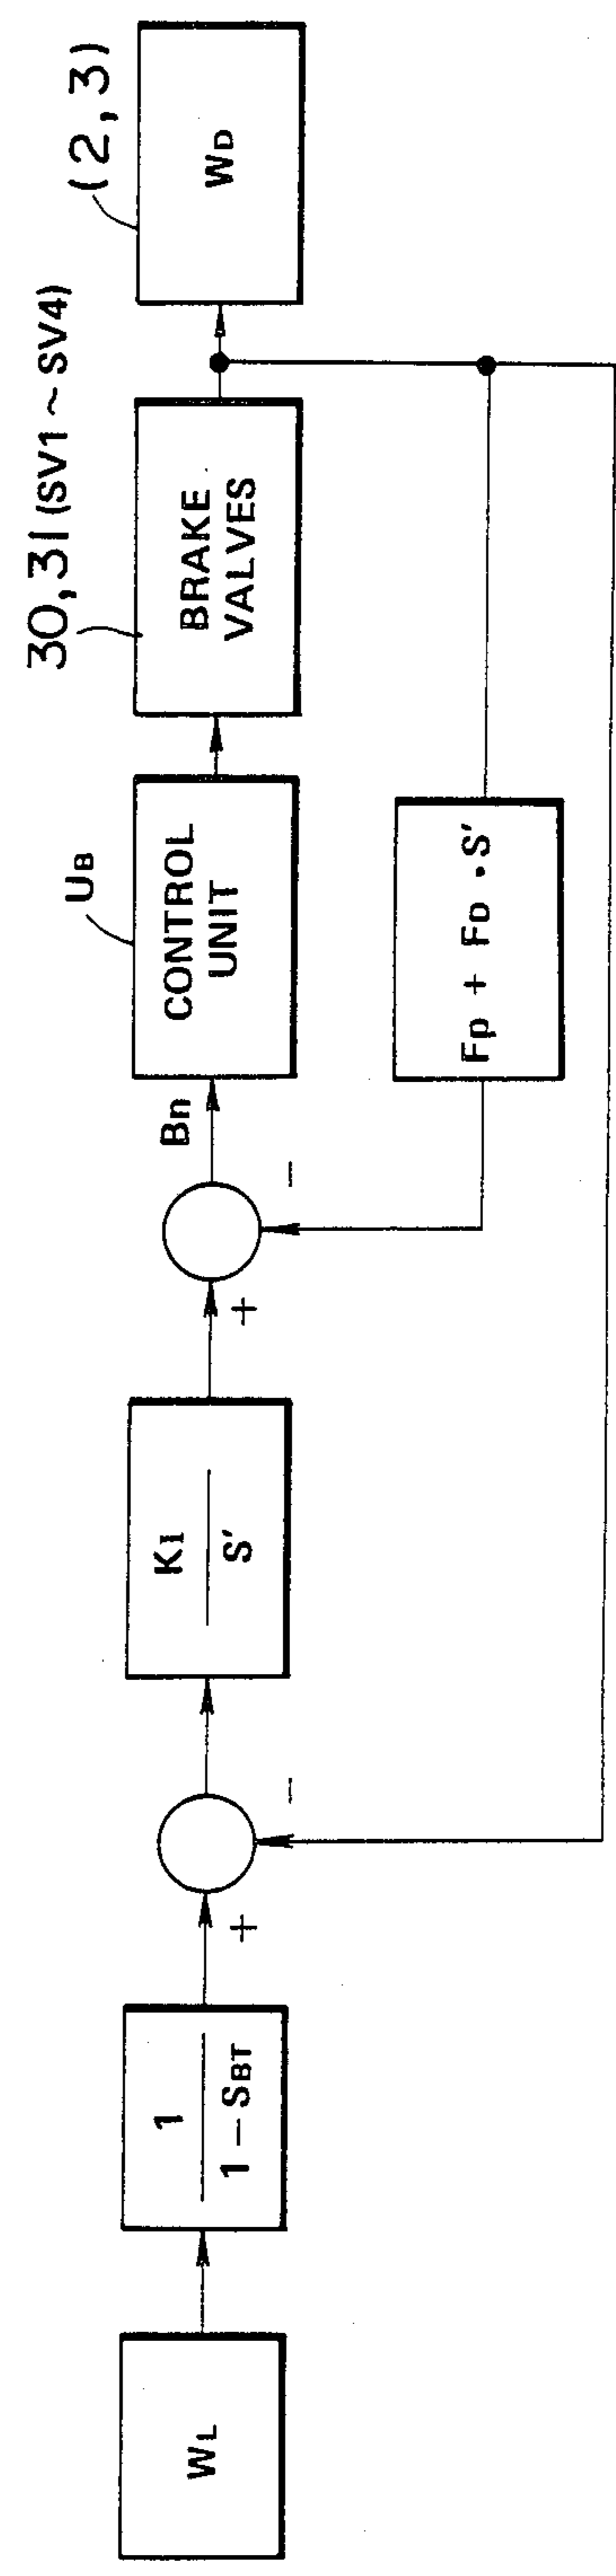 WL
1
1 – SBT
+
–
KI
S'
+
–
Bn
UB
CONTROL
UNIT
FP + FD · S'
30,31 (SV1 ~ SV4)
BRAKE
VALVES
(2, 3)
WD